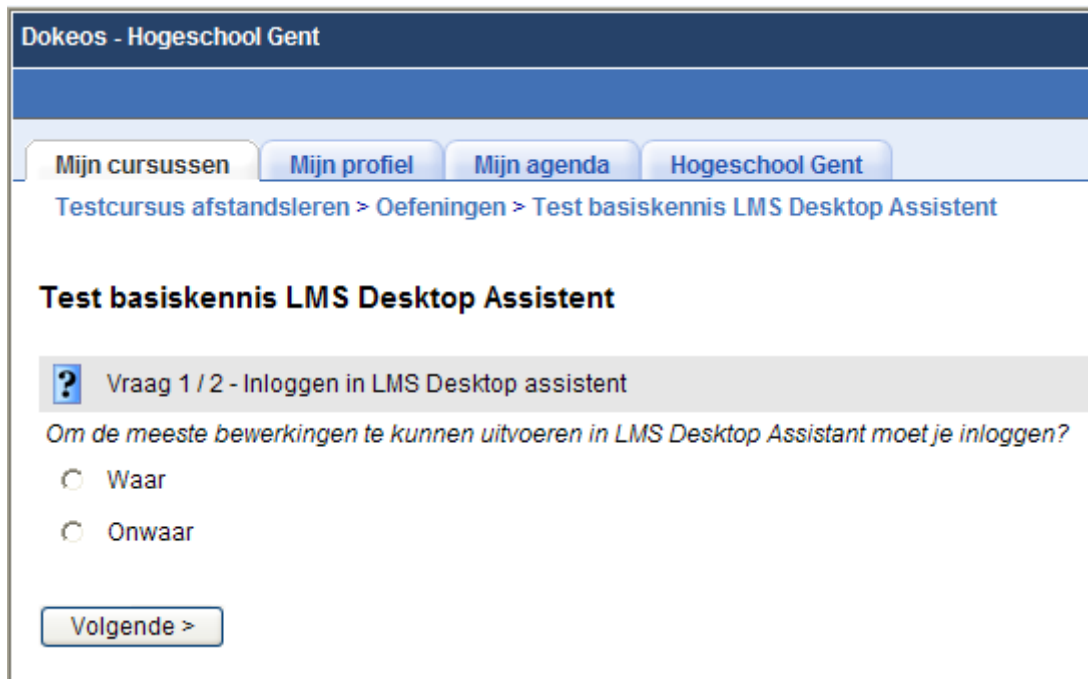 Dokeos - Hogeschool Gent
Mijn cursussen Mijn profiel Mijn agenda Hogeschool Gent
Testcursus afstandsleren > Oefeningen > Test basiskennis LMS Desktop Assistent
Test basiskennis LMS Desktop Assistent
? Vraag 1 / 2 - Inloggen in LMS Desktop assistent
Om de meeste bewerkingen te kunnen uitvoeren in LMS Desktop Assistant moet je inloggen?
Waar
Onwaar
Volgende >